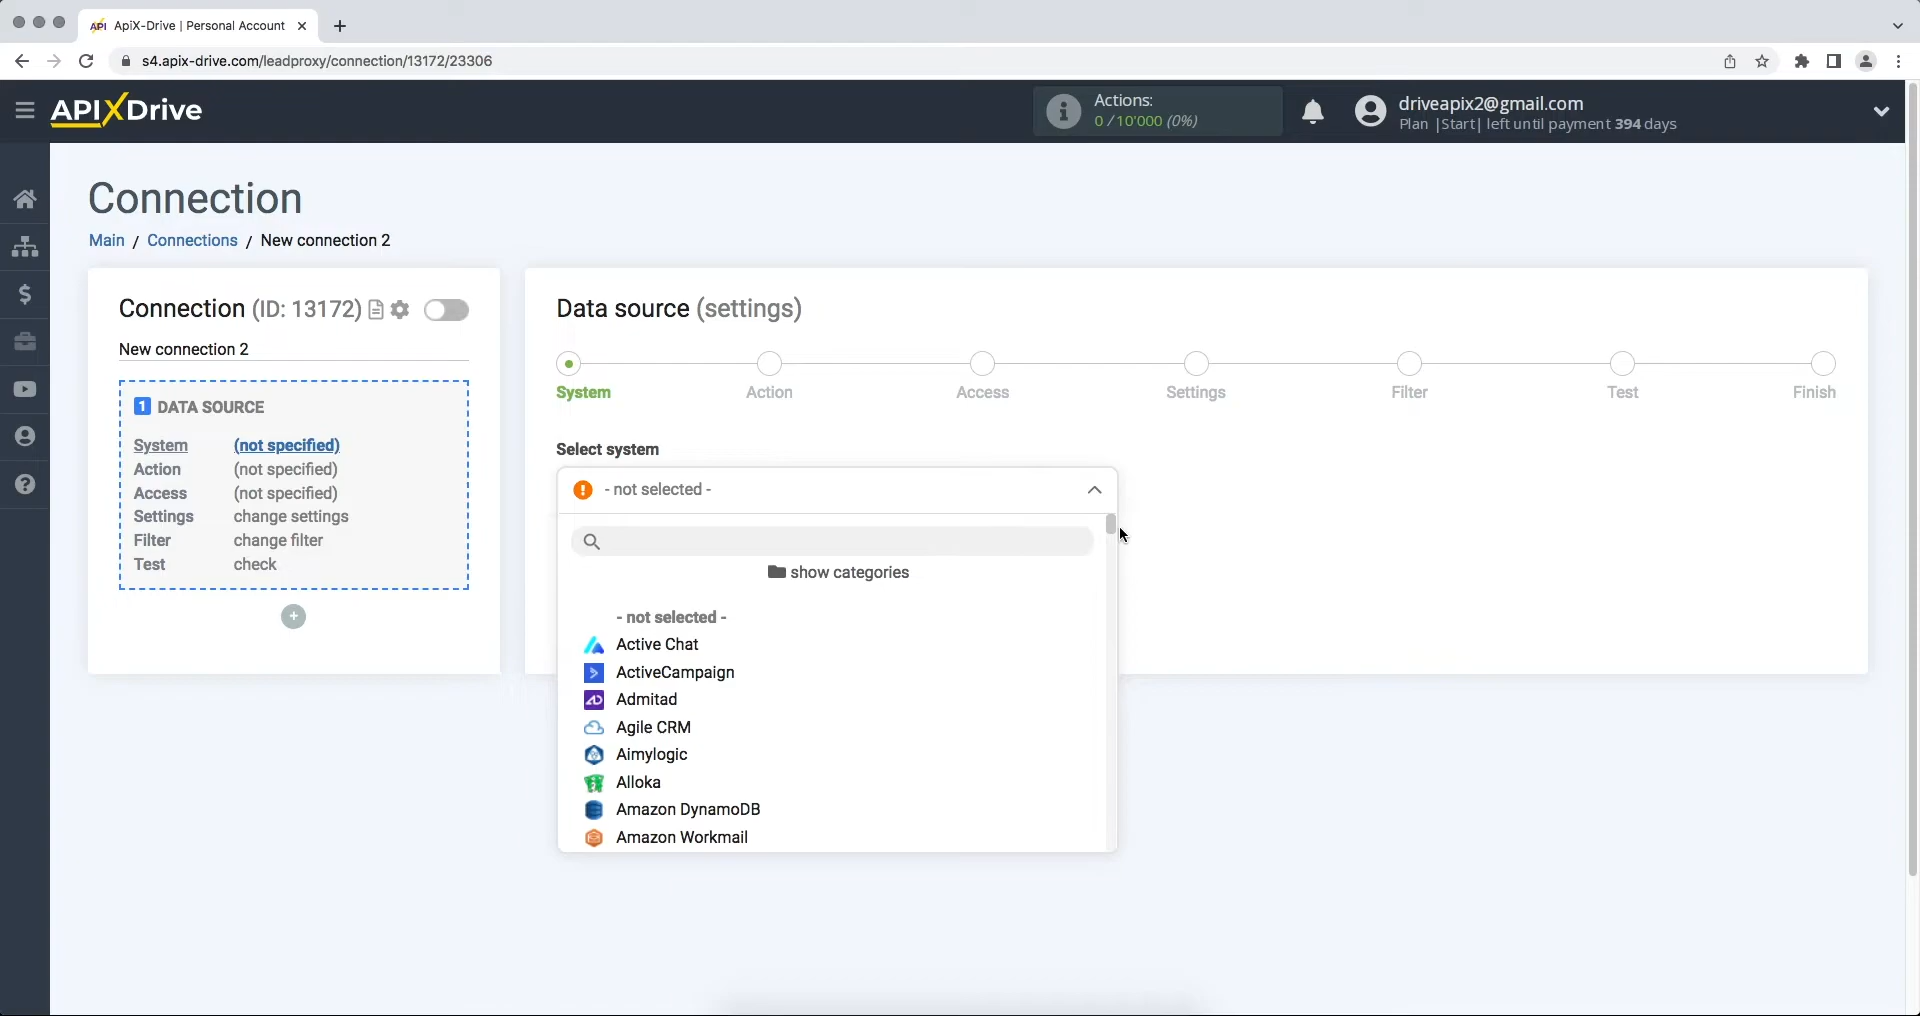 API ApiX-Drive | Personal Account
s4.apix-drive.com/leadproxy/connection/13172/23306
APIXDrive
Actions:
0 / 10'000 (0%)
driveapix2@gmail.com
Plan |Start| left until payment 394 days
Connection
Main / Connections / New connection 2
Connection (ID: 13172)
New connection 2
1 DATA SOURCE
System (not specified)
Action (not specified)
Access (not specified)
Settings change settings
Filter change filter
Test check
Data source (settings)
System Action Access Settings Filter Test Finish
Select system
- not selected -
show categories
- not selected -
Active Chat
ActiveCampaign
Admitad
Agile CRM
Aimylogic
Alloka
Amazon DynamoDB
Amazon Workmail